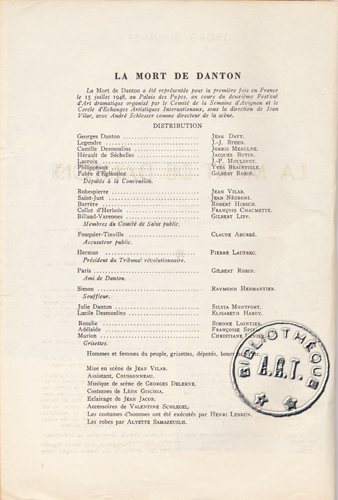 LA MORT DE DANTON
La Mort de Danton a été représentée pour la première fois en France
le 15 juillet 1948, au Palais des Papes, au cours du deuxième Festival
d'Art dramatique organisé par le Comité de la Semaine d'Avignon et le
Cercle d'Echanges Artistiques Internationaux, sous la direction de Jean
Vilar, avec André Schlesser comme directeur de la scène.
DISTRIBUTION
Georges Danton JEAN DAVY.
Legendre J.-J. STEEN.
Camille Desmoulins JORRIS MEAULNE.
Hérault de Séchelles JACQUES BUTIN.
Lacroix J.-P. MOULINOT.
Philippeaux YVES BRAINVILLE.
Fabre d'Eglantine GILBERT ROBIN.
Députés à la Convention.
Robespierre JEAN VILAR.
Saint-Just JEAN NÉGRONI.
Barrère ROBERT HIRSCH.
Collot d'Herbois FRANÇOIS CHAUMETTE.
Billaud-Varennes GILBERT LIPP.
Membres du Comité de Salut public.
Fouquier-Tinville CLAUDE
Accusateur public.
Herman PIERRE LAUTREC.
Président du Tribunal révolutionnaire.
Paris GILBERT ROBIN.
Ami de Danton.
Simon RAYMOND HERMANTIER.
Souffleur.
Julie Danton SILVIA MONTFORT.
Lucile Desmoulins ELISABETH HARDY.
Rosalie SIMONE
Adélaïde FRANÇOISE
Marion CHRISTIANE
Grisettes.
Hommes et femmes du peuple, grisettes, députés,
Mise en scène de JEAN VILAR.
Assistant, COUSSONNEAU.
Musique de scène de GEORGES DELERUE.
Costumes de LÉON GISCHIA.
Eclairage de JEAN JACOB.
Accessoires de VALENTINE SCHLEGEL.
Les costumes d'hommes ont été exécutés par HENRI LEBRUN.
Les robes par ALYETTE SAMAZEUILH.
BIBLIOTHÈQUE
A.R.T.